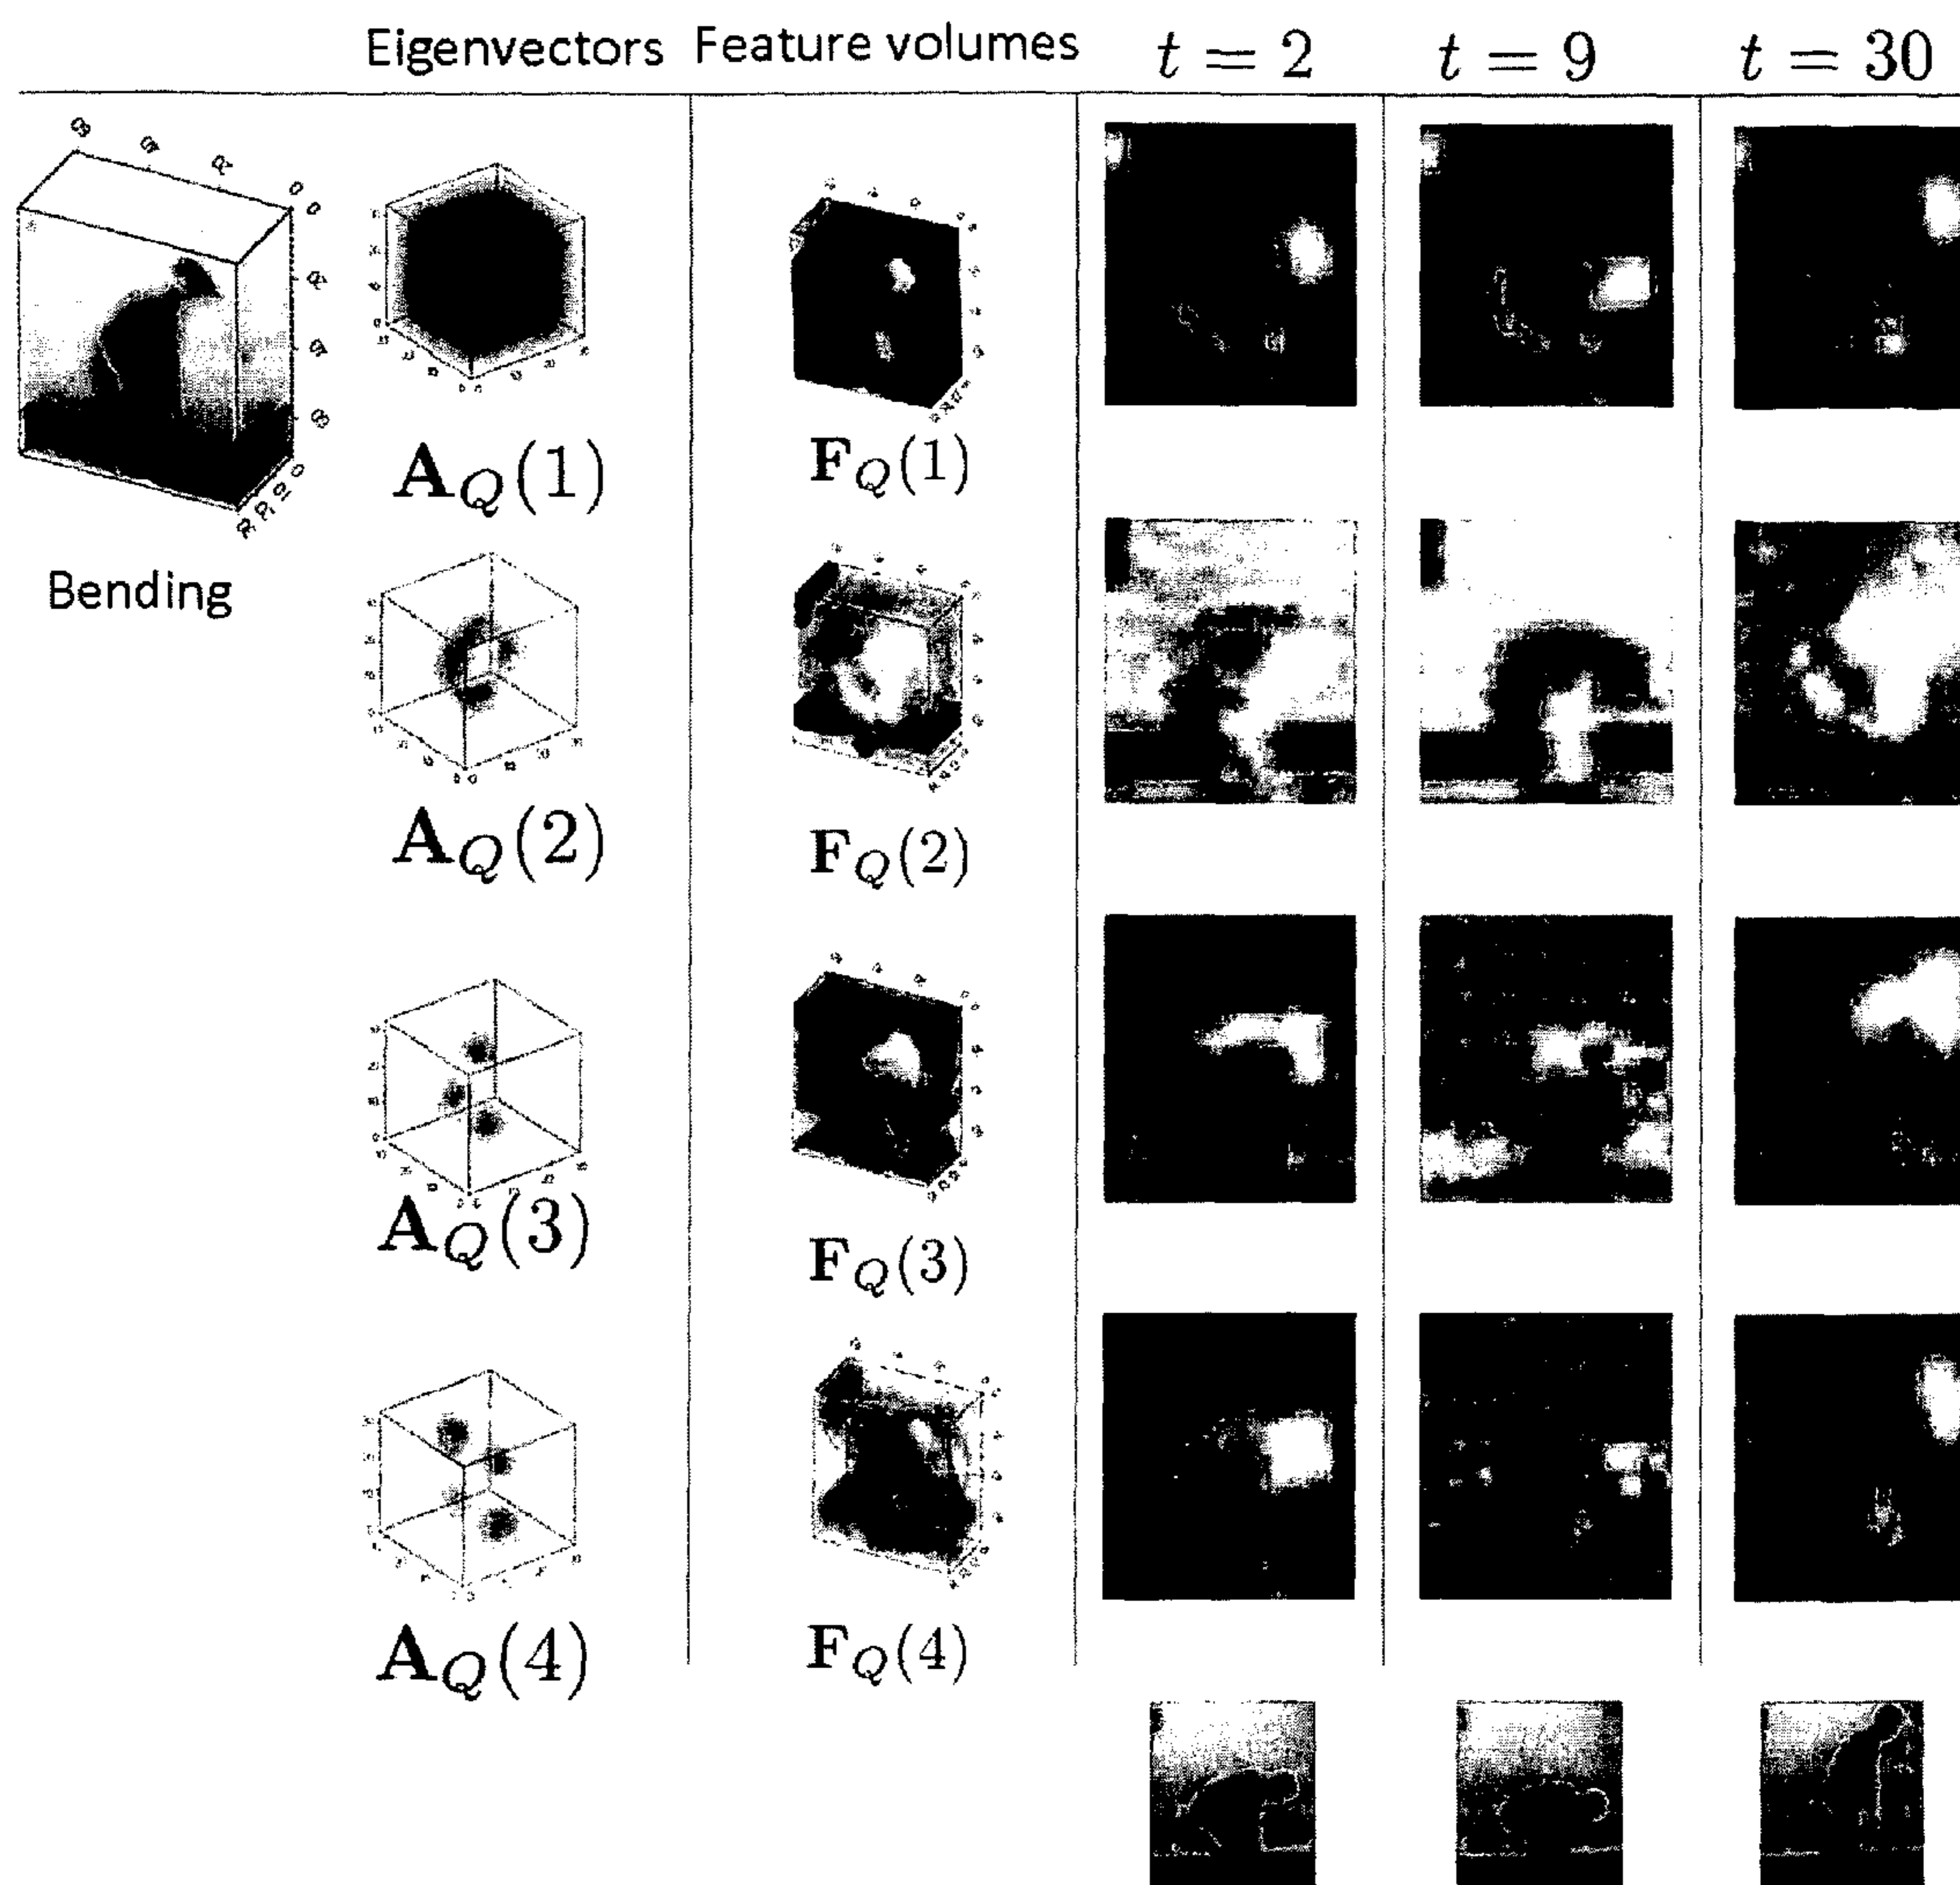 Eigenvectors Feature volumes t = 2 t = 9 t = 30
A_Q(1) F_Q(1)
Bending
A_Q(2) F_Q(2)
A_Q(3) F_Q(3)
A_Q(4) F_Q(4)